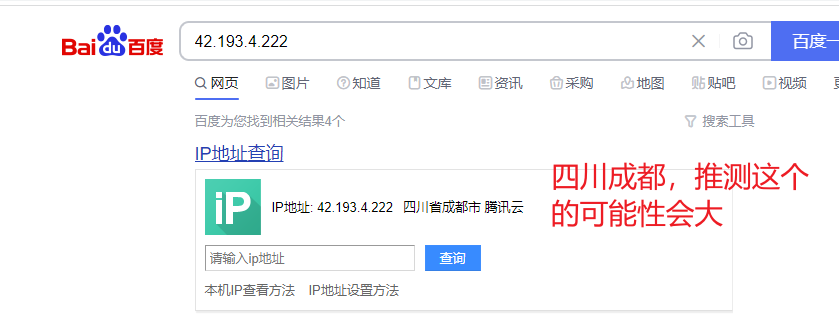 Bai du 百度
42.193.4.222
百度一
网页 图片 知道 文库 资讯 采购 地图 贴吧 视频
百度为您找到相关结果4个 搜索工具
IP地址查询
四川成都，推测这个
的可能性会大
iP
IP地址: 42.193.4.222 四川省成都市 腾讯云
请输入ip地址 查询
本机IP查看方法 IP地址设置方法